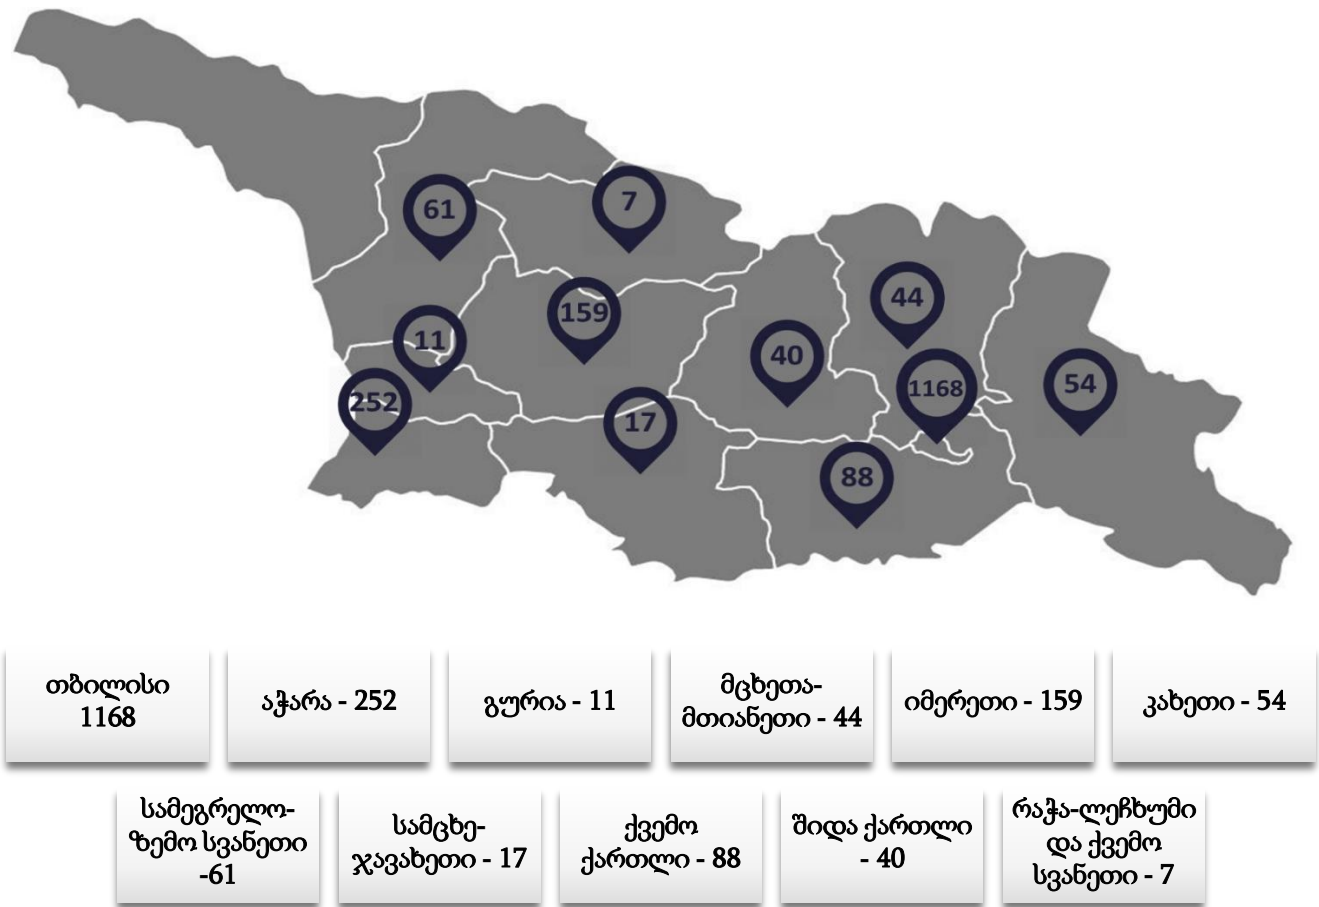 61
7
44
159
11
40
1168
54
252
17
88
თბილისი
1168
აჭარა - 252
გურია - 11
მცხეთა-
მთიანეთი - 44
იმერეთი - 159
კახეთი - 54
სამეგრელო-
ზემო სვანეთი
-61
სამცხე-
ჯავახეთი - 17
ქვემო
ქართლი - 88
შიდა ქართლი
- 40
რაჭა-ლეჩხუმი
და ქვემო
სვანეთი - 7